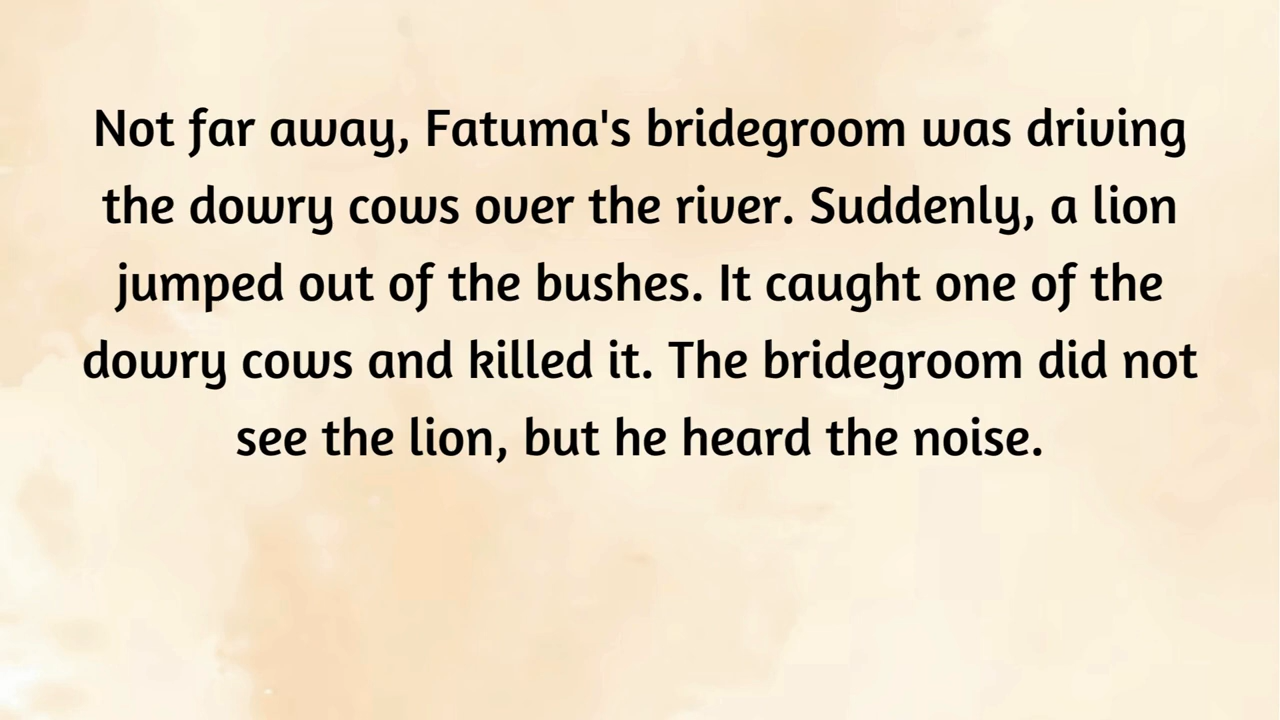 Not far away, Fatuma's bridegroom was driving
the dowry cows over the river. Suddenly, a lion
jumped out of the bushes. It caught one of the
dowry cows and killed it. The bridegroom did not
see the lion, but he heard the noise.